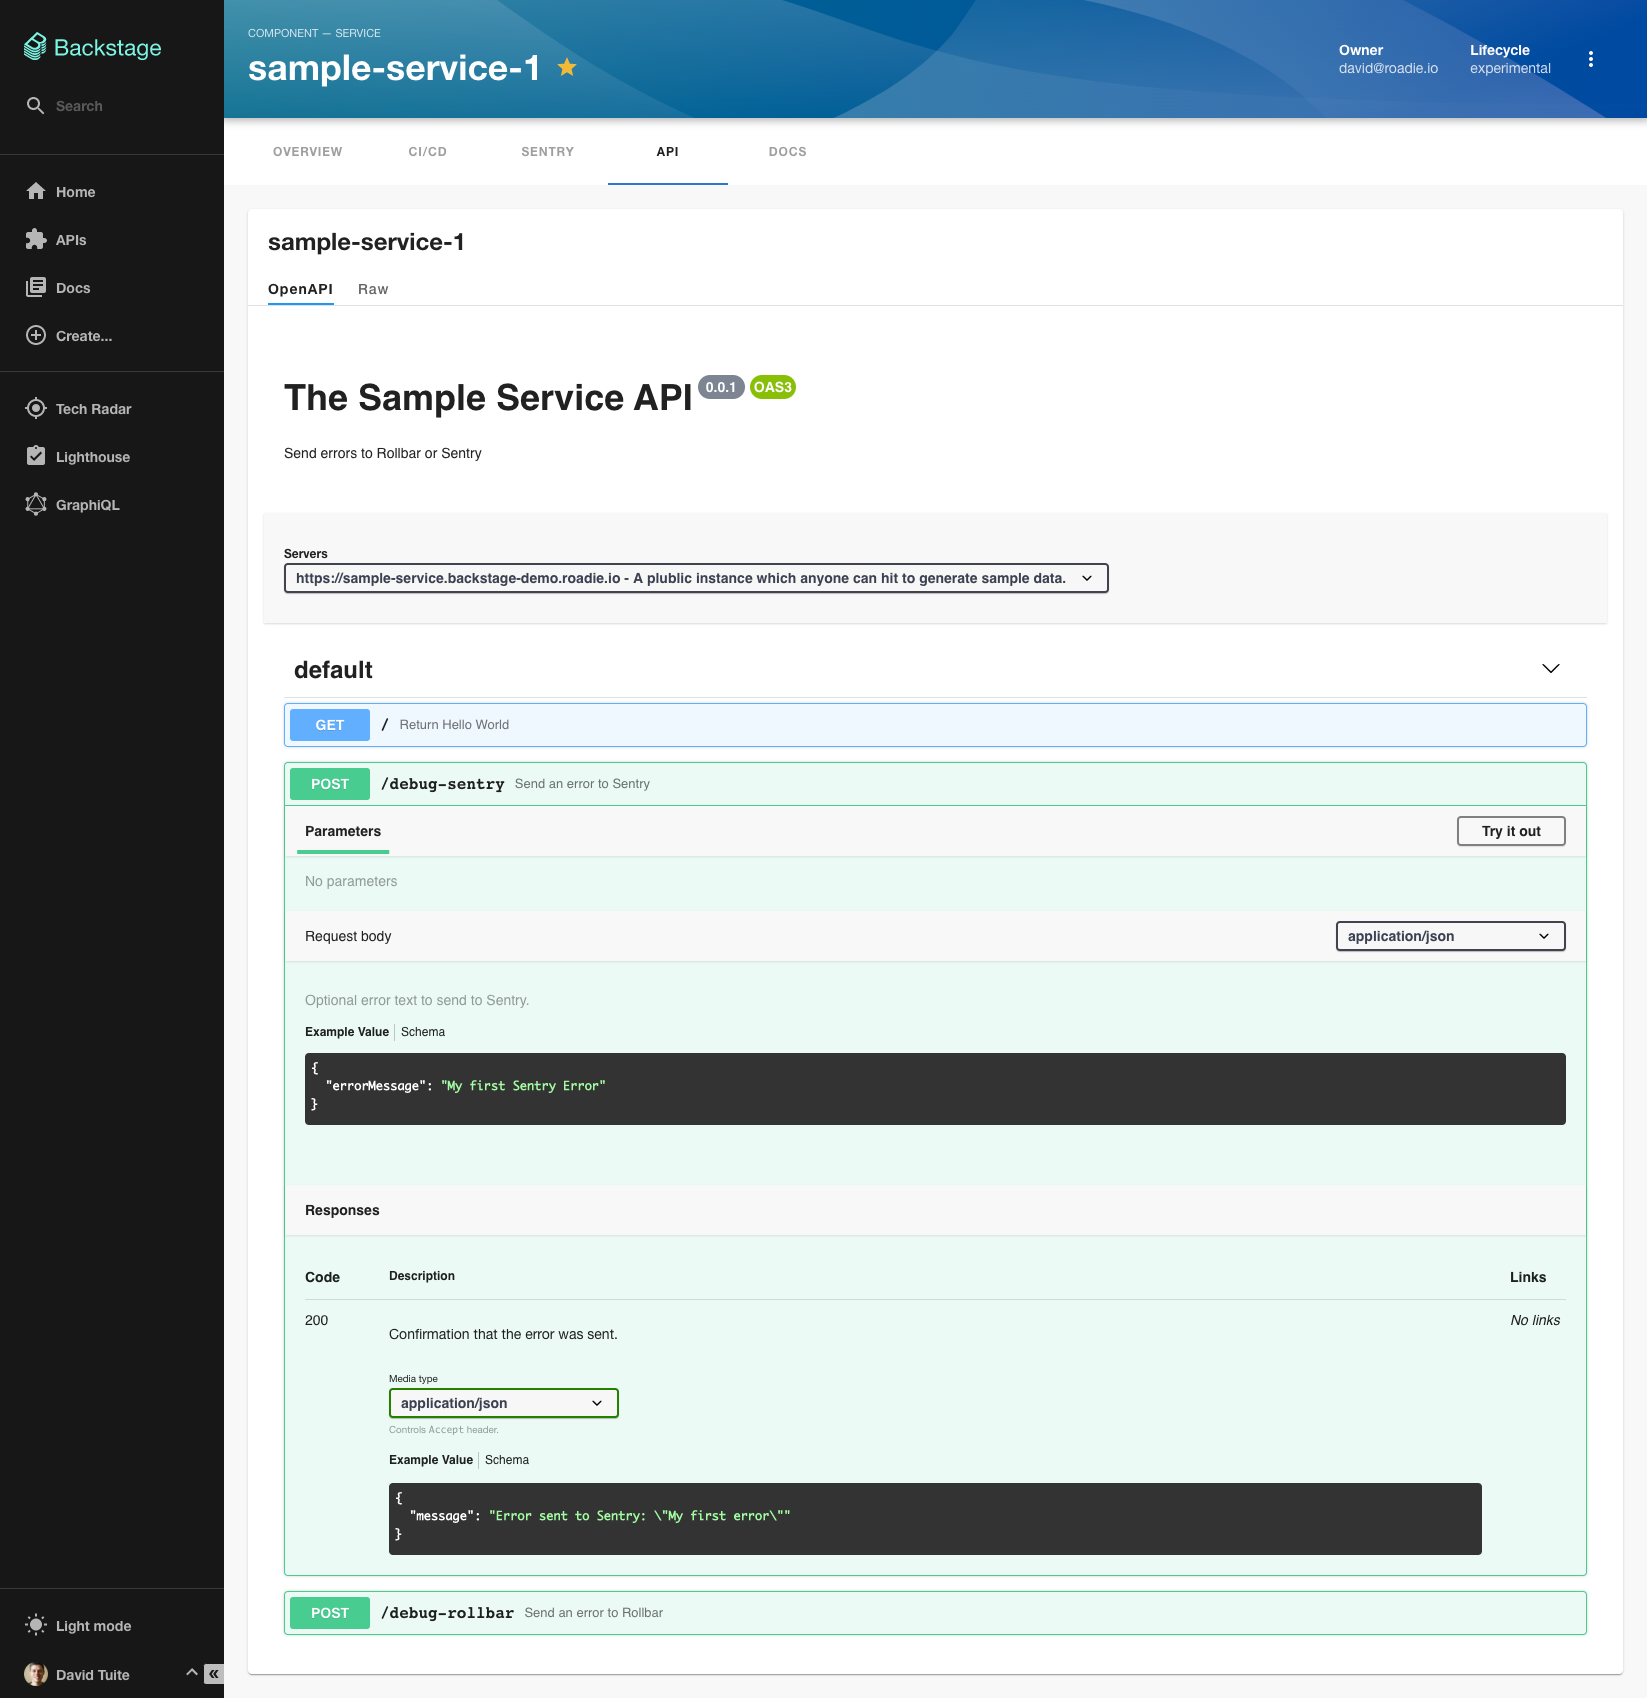 Backstage
Search
Home
APIs
Docs
Create...
Tech Radar
Lighthouse
GraphiQL
Light mode
David Tuite
«
COMPONENT — SERVICE
sample-service-1
Owner
david@roadie.io
Lifecycle
experimental
OVERVIEW CI/CD SENTRY API DOCS
sample-service-1
OpenAPI Raw
The Sample Service API 0.0.1 OAS3
Send errors to Rollbar or Sentry
Servers
https://sample-service.backstage-demo.roadie.io - A plublic instance which anyone can hit to generate sample data.
default
GET / Return Hello World
POST /debug-sentry Send an error to Sentry
Parameters Try it out
No parameters
Request body application/json
Optional error text to send to Sentry.
Example Value Schema
{
"errorMessage": "My first Sentry Error"
}
Responses
Code Description Links
200 No links
Confirmation that the error was sent.
Media type
application/json
Controls Accept header.
Example Value Schema
{
"message": "Error sent to Sentry: \"My first error\""
}
POST /debug-rollbar Send an error to Rollbar